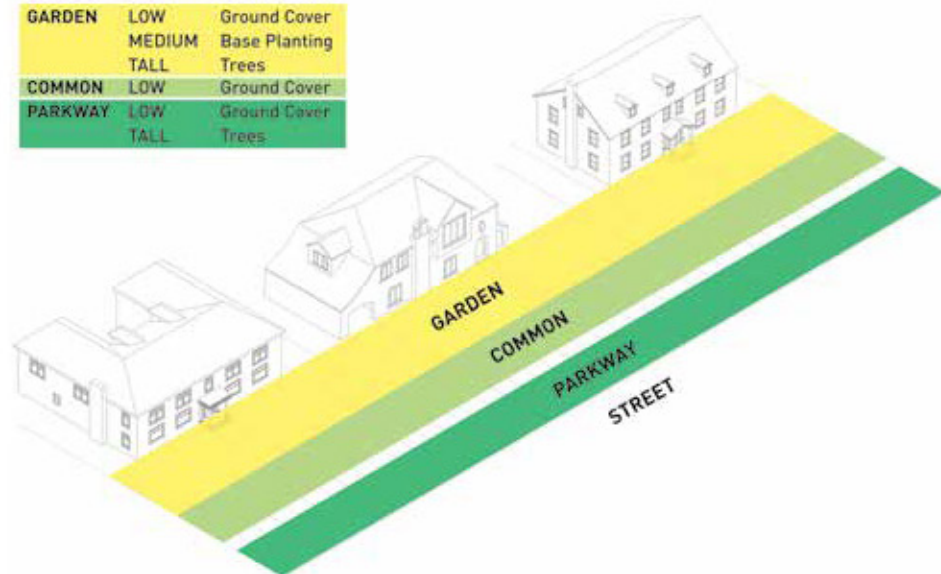 GARDEN LOW Ground Cover
MEDIUM Base Planting
TALL Trees
COMMON LOW Ground Cover
PARKWAY LOW Ground Cover
TALL Trees
GARDEN
COMMON
PARKWAY
STREET